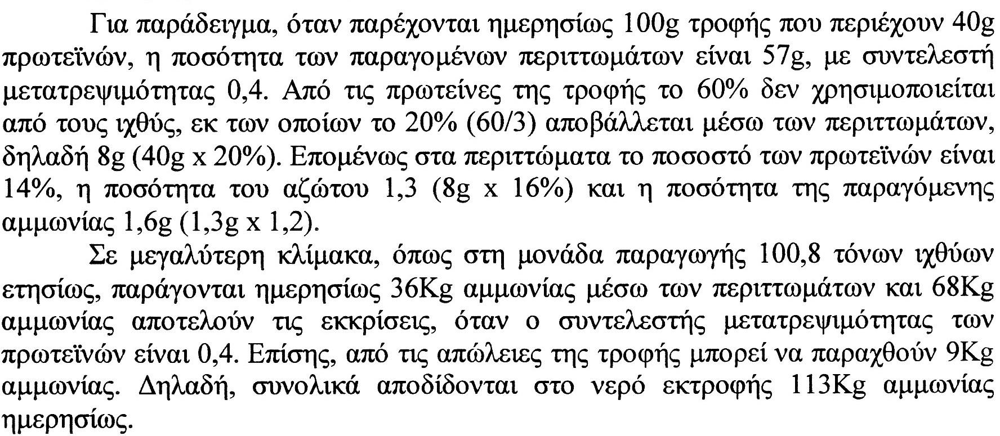 Για παράδειγμα, όταν παρέχονται ημερησίως 100g τροφής που περιέχουν 40g
πρωτεϊνών, η ποσότητα των παραγομένων περιττωμάτων είναι 57g, με συντελεστή
μετατρεψιμότητας 0,4. Από τις πρωτείνες της τροφής το 60% δεν χρησιμοποιείται
από τους ιχθύς, εκ των οποίων το 20% (60/3) αποβάλλεται μέσω των περιττωμάτων,
δηλαδή 8g (40g x 20%). Επομένως στα περιττώματα το ποσοστό των πρωτεϊνών είναι
14%, η ποσότητα του αζώτου 1,3 (8g x 16%) και η ποσότητα της παραγόμενης
αμμωνίας 1,6g (1,3g x 1,2).
Σε μεγαλύτερη κλίμακα, όπως στη μονάδα παραγωγής 100,8 τόνων ιχθύων
ετησίως, παράγονται ημερησίως 36Kg αμμωνίας μέσω των περιττωμάτων και 68Kg
αμμωνίας αποτελούν τις εκκρίσεις, όταν ο συντελεστής μετατρεψιμότητας των
πρωτεϊνών είναι 0,4. Επίσης, από τις απώλειες της τροφής μπορεί να παραχθούν 9Kg
αμμωνίας. Δηλαδή, συνολικά αποδίδονται στο νερό εκτροφής 113Kg αμμωνίας
ημερησίως.